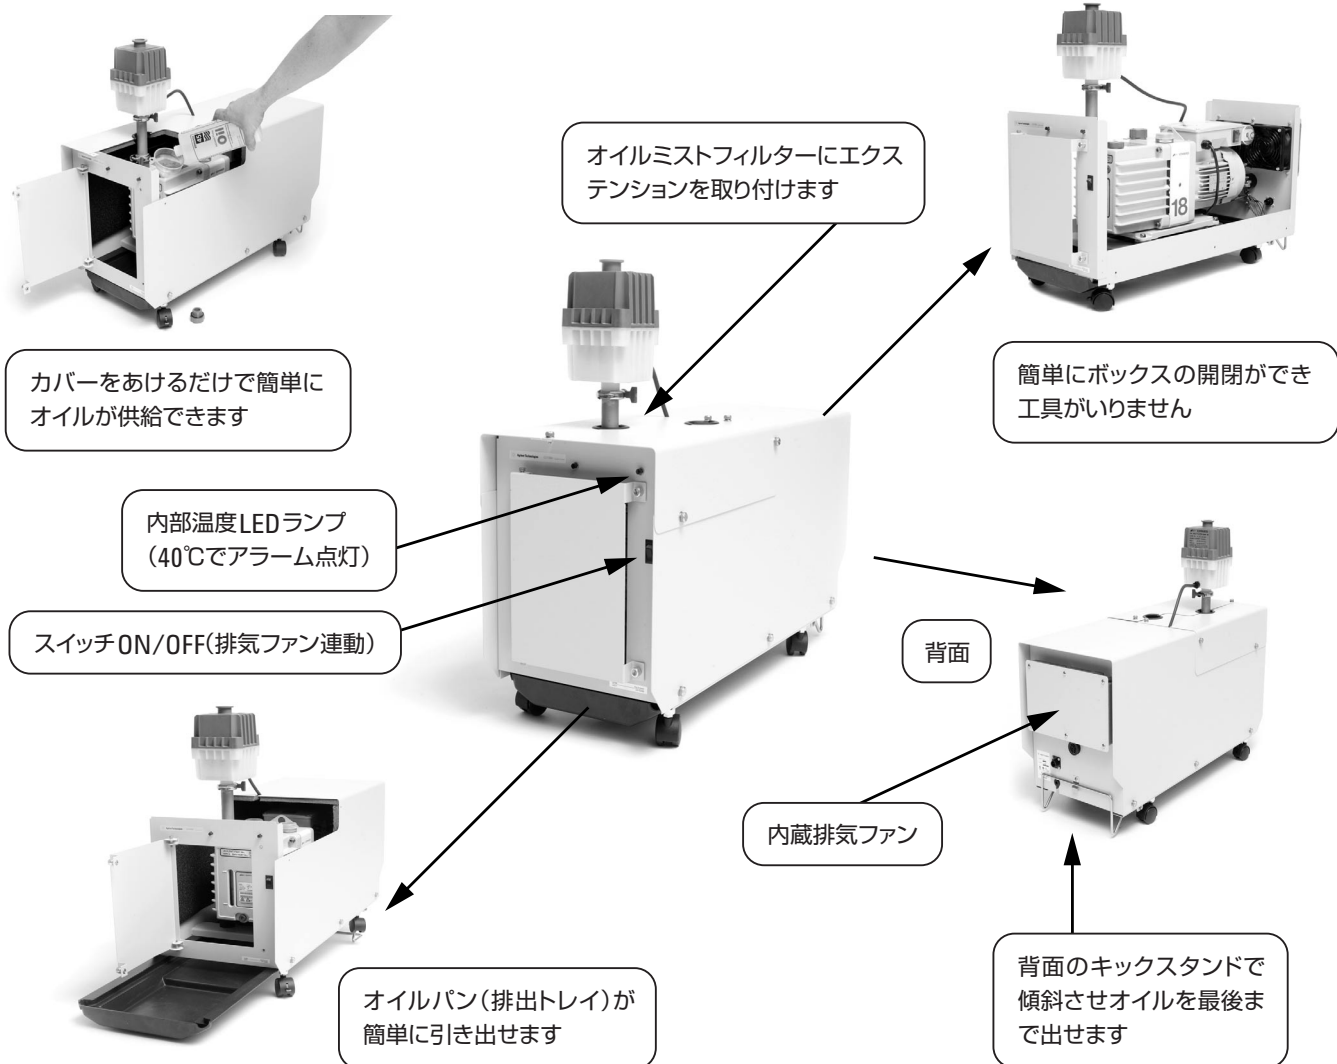 オイルミストフィルターにエクス
テンションを取り付けます
カバーをあけるだけで簡単に
オイルが供給できます
簡単にボックスの開閉ができ
工具がいりません
18
内部温度LEDランプ
(40℃でアラーム点灯)
スイッチON/OFF(排気ファン連動)
背面
内蔵排気ファン
オイルパン(排出トレイ)が
簡単に引き出せます
背面のキックスタンドで
傾斜させオイルを最後ま
で出せます